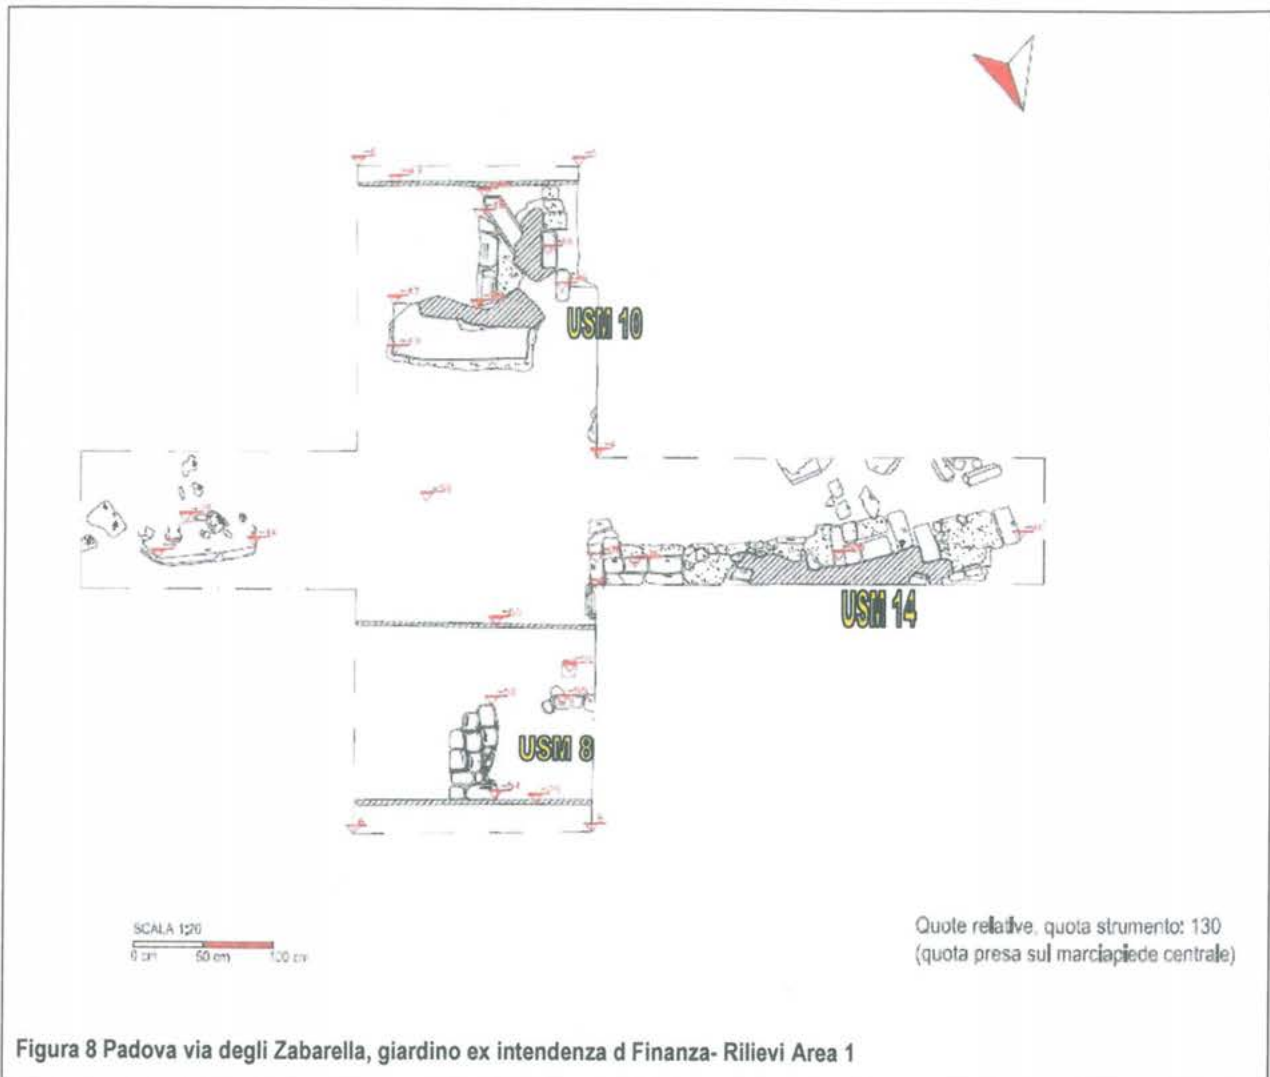 USM 10
USM 14
USM 8
SCALA 1:20
0 cm 50 cm 100 cm
Quote relative, quota strumento: 130
(quota presa sul marciapiede centrale)
Figura 8 Padova via degli Zabarella, giardino ex intendenza d Finanza- Rilievi Area 1